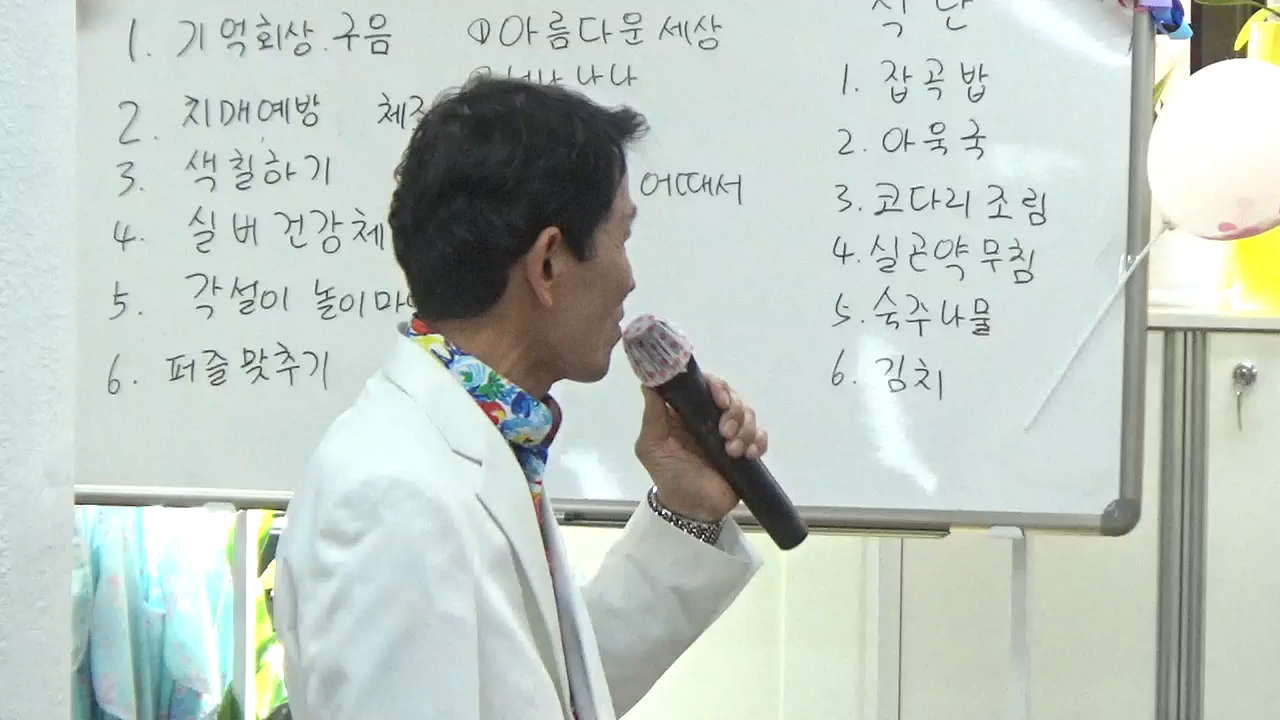 1. 기억회상.구음
2. 치매예방
3. 색칠하기
4. 실버건강체
5. 각설이 놀이마
6. 퍼즐맞추기
① 아름다운세상
나나
어때서
식단
1. 잡곡밥
2. 아욱국
3. 코다리조림
4. 실곤약무침
5. 숙주나물
6. 김치